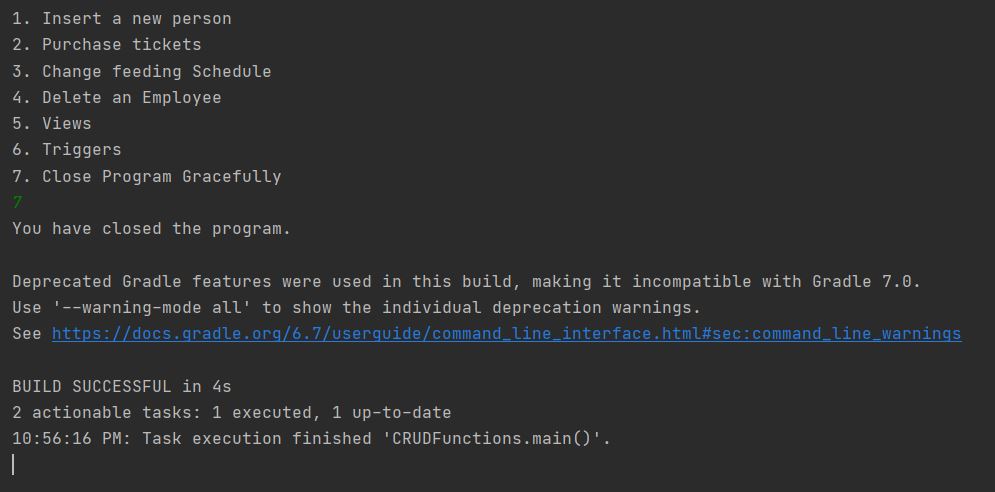 1. Insert a new person
2. Purchase tickets
3. Change feeding Schedule
4. Delete an Employee
5. Views
6. Triggers
7. Close Program Gracefully
7
You have closed the program.
Deprecated Gradle features were used in this build, making it incompatible with Gradle 7.0.
Use '--warning-mode all' to show the individual deprecation warnings.
See https://docs.gradle.org/6.7/userguide/command_line_interface.html#sec:command_line_warnings
BUILD SUCCESSFUL in 4s
2 actionable tasks: 1 executed, 1 up-to-date
10:56:16 PM: Task execution finished 'CRUDFunctions.main()'.